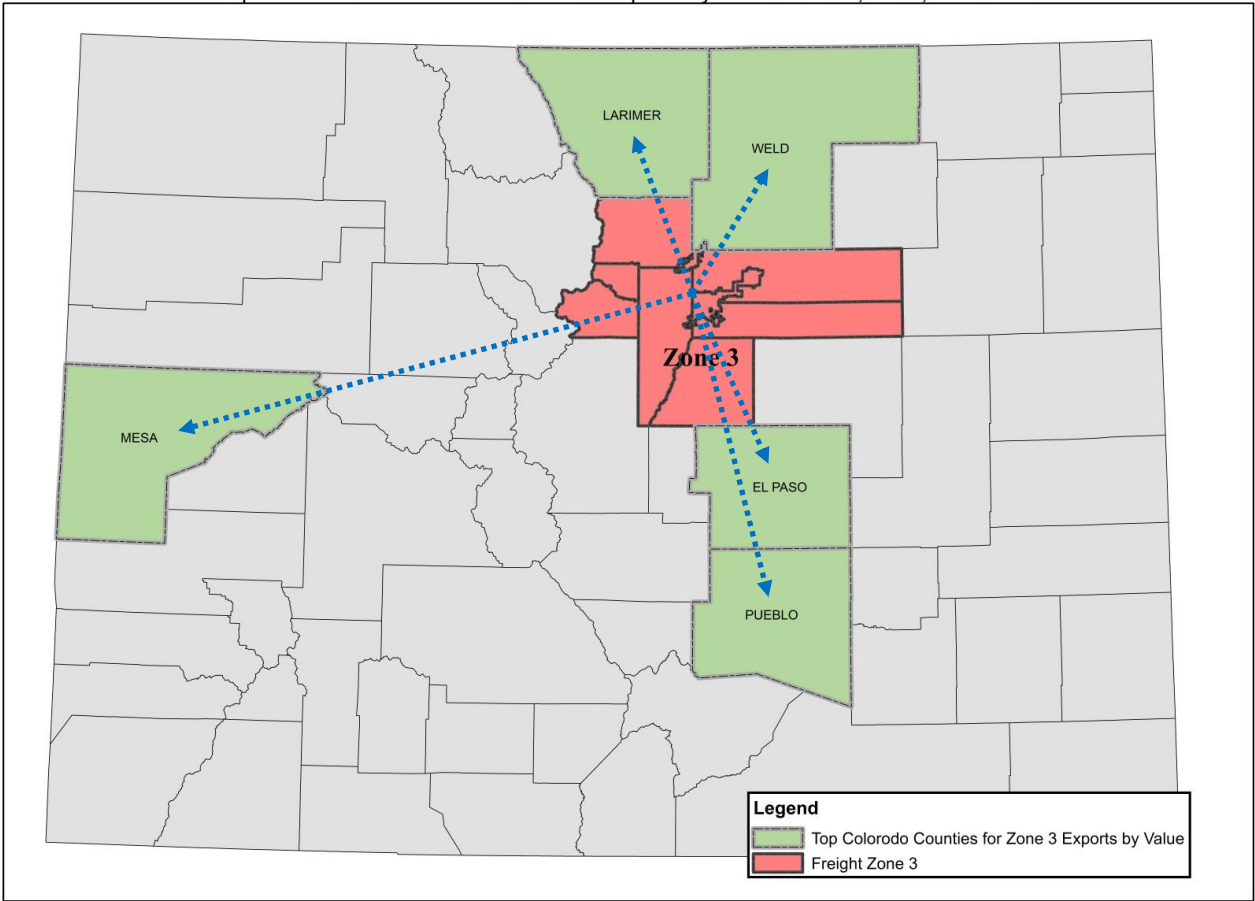 LARIMER
WELD
Zone 3
MESA
EL PASO
PUEBLO
Legend
Top Colorodo Counties for Zone 3 Exports by Value
Freight Zone 3